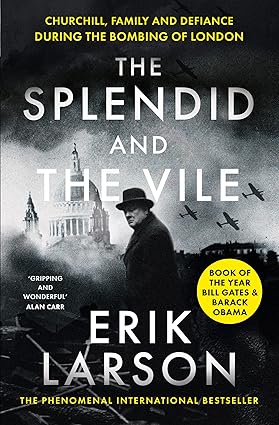 CHURCHILL, FAMILY AND DEFIANCE
DURING THE BOMBING OF LONDON
THE
SPLENDID
AND
THE VILE
'GRIPPING
AND
WONDERFUL'
ALAN CARR
BOOK OF
THE YEAR
BILL GATES &
BARACK
OBAMA
ERIK
LARSON
THE PHENOMENAL INTERNATIONAL BESTSELLER